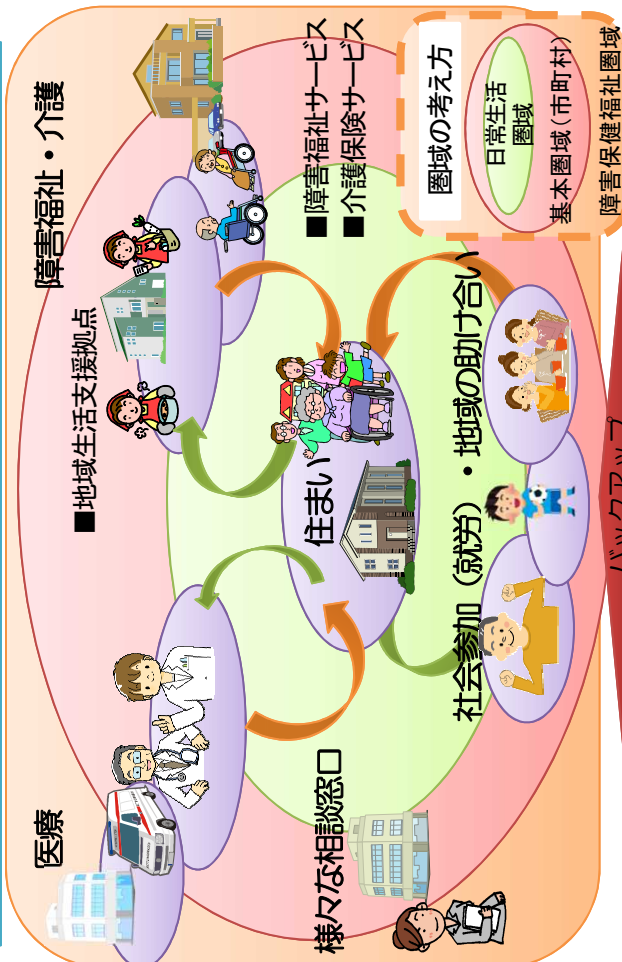 医療
障害福祉・介護
■地域生活支援拠点
■障害福祉サービス
■介護保険サービス
住まい
様々な相談窓口
社会参加（就労）・地域の助け合い
圏域の考え方
日常生活
圏域
基本圏域（市町村）
障害保健福祉圏域
バックアップ